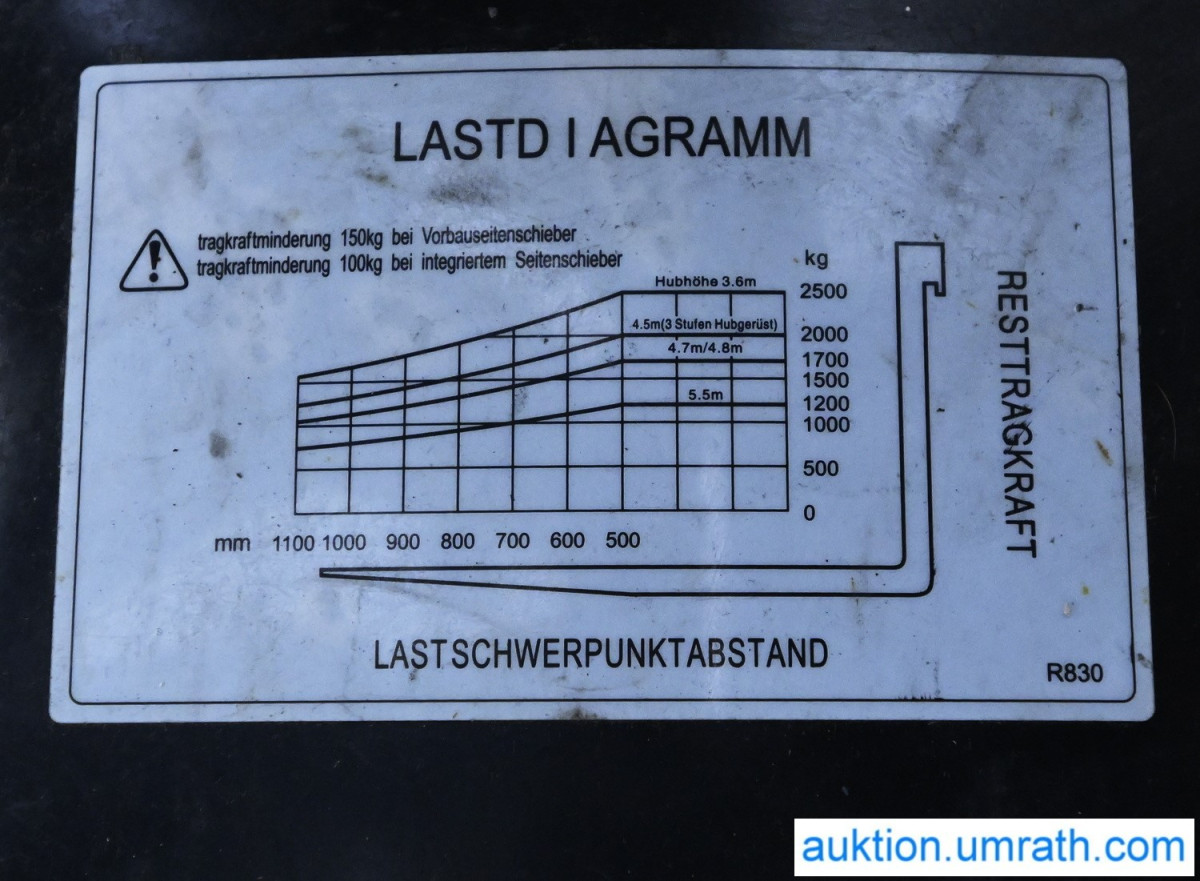 LASTD I AGRAMM
tragkraftminderung 150kg bei Vorbauseitenschieber
tragkraftminderung 100kg bei integriertem Seitenschieber
kg
Hubhöhe 3.6m
2500
4.5m(3 Stufen Hubgerüst)
2000
4.7m/4.8m
1700
1500
5.5m
1200
1000
500
0
mm 1100 1000 900 800 700 600 500
RESTTRAGKRAFT
LASTSCHWERPUNKTABSTAND
R830
auktion.umrath.com